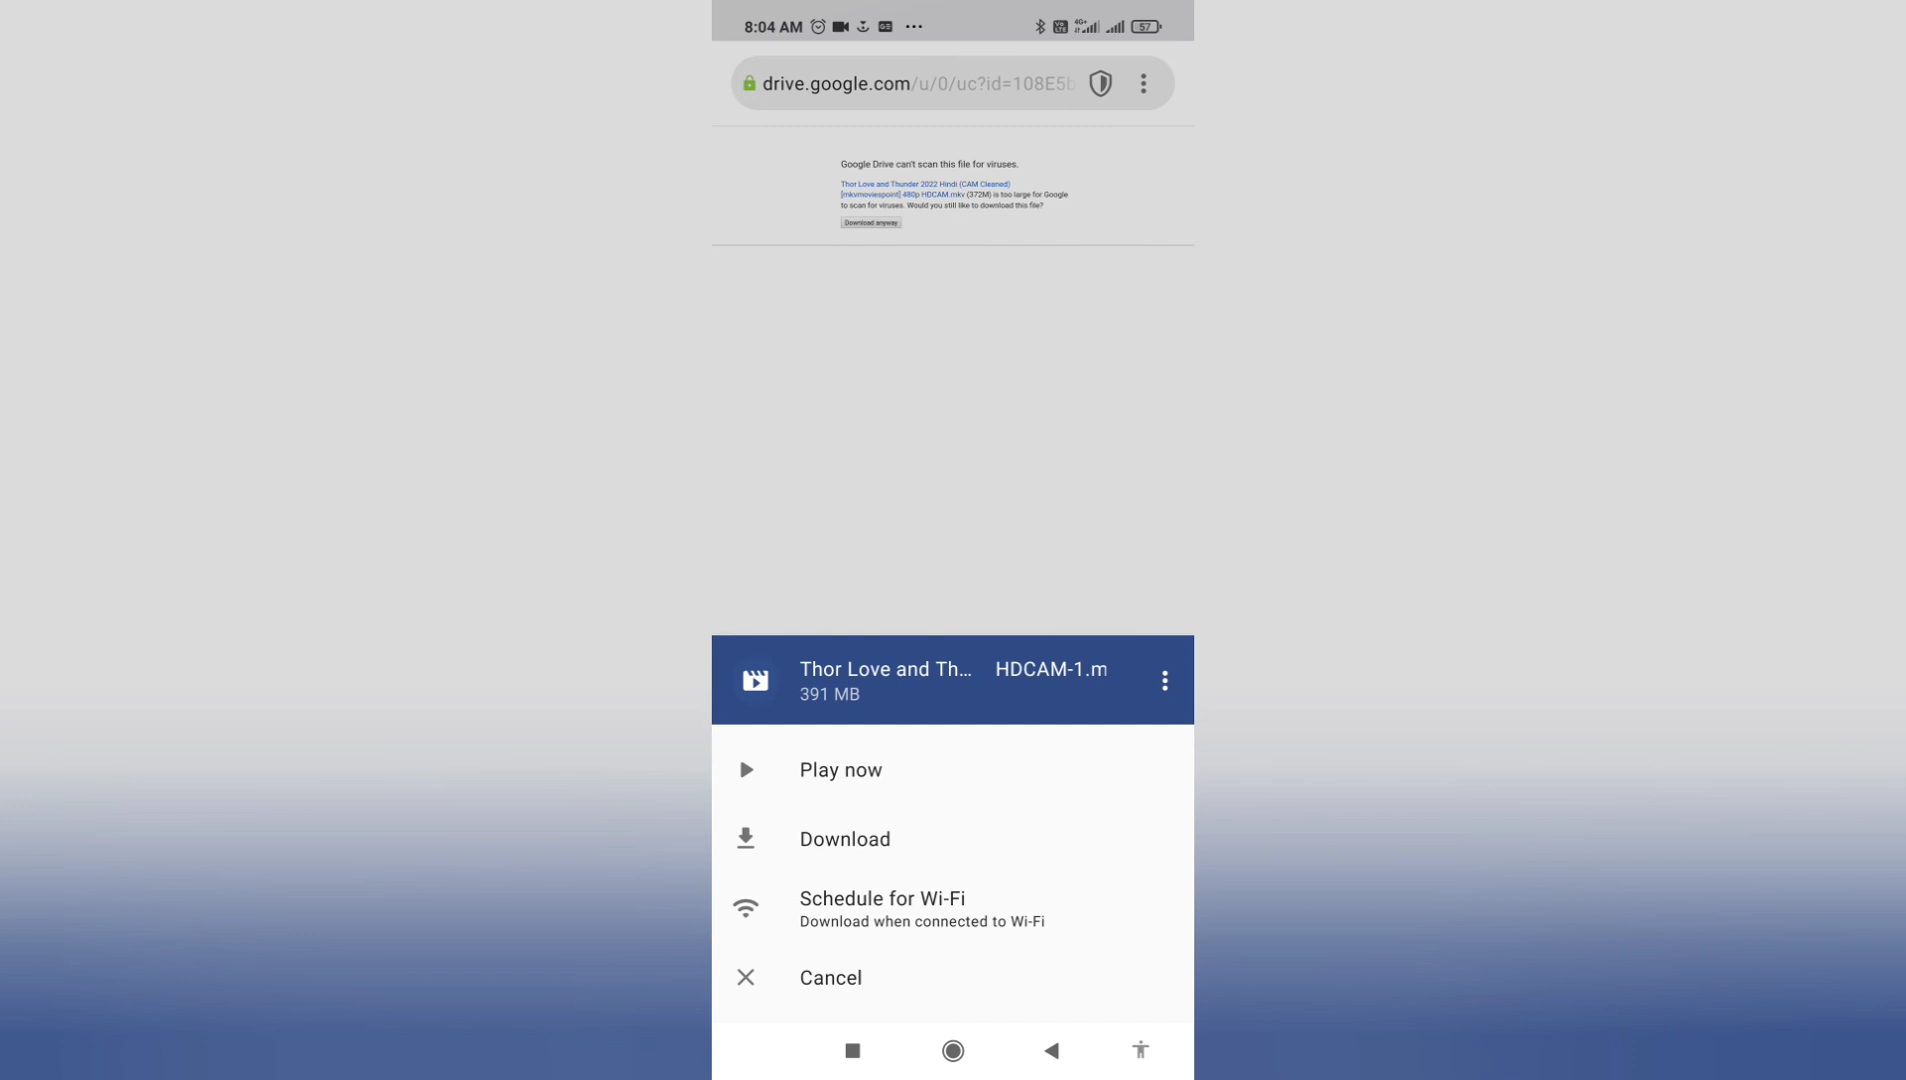 8:04 AM
4G+
57
drive.google.com/u/0/uc?id=108E5b
Google Drive can't scan this file for viruses.
Thor Love and Thunder 2022 Hindi (CAM Cleaned)
[mkvmoviespoint] 480p HDCAM.mkv (372M) is too large for Google
to scan for viruses. Would you still like to download this file?
Download anyway
Thor Love and Th... HDCAM-1.m
391 MB
Play now
Download
Schedule for Wi-Fi
Download when connected to Wi-Fi
Cancel